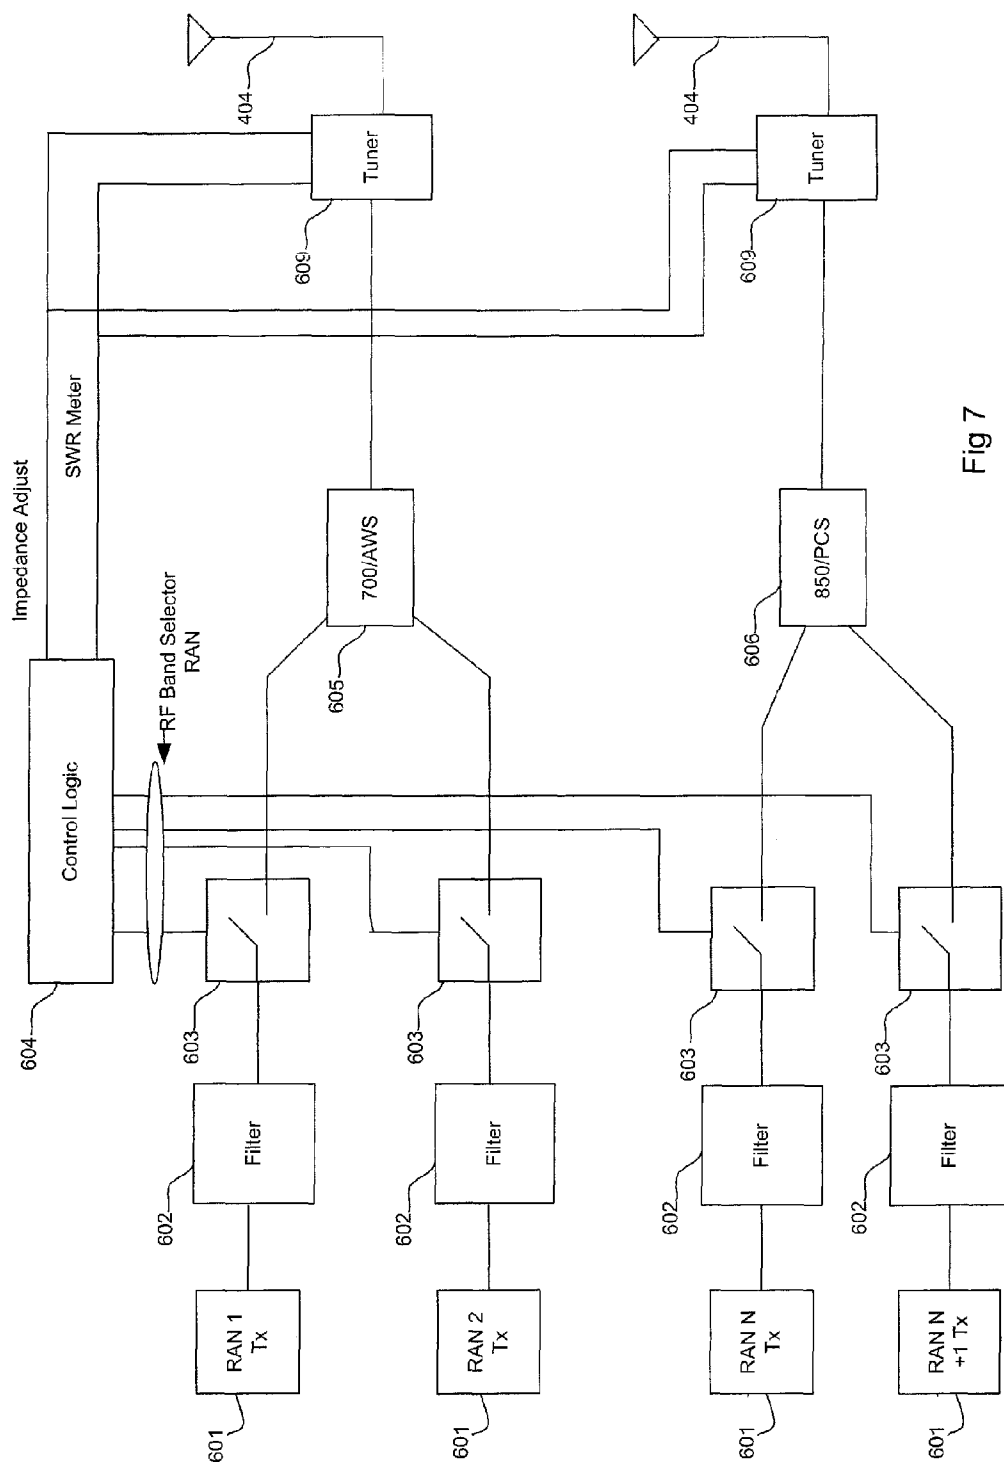 Impedance Adjust
SWR Meter
604
Control Logic
RF Band Selector
RAN
404
609
Tuner
601
RAN 1
Tx
602
Filter
603
605
700/AWS
601
RAN 2
Tx
602
Filter
603
404
609
Tuner
601
RAN N
Tx
602
Filter
603
606
850/PCS
601
RAN N
+1 Tx
602
Filter
603
Fig 7